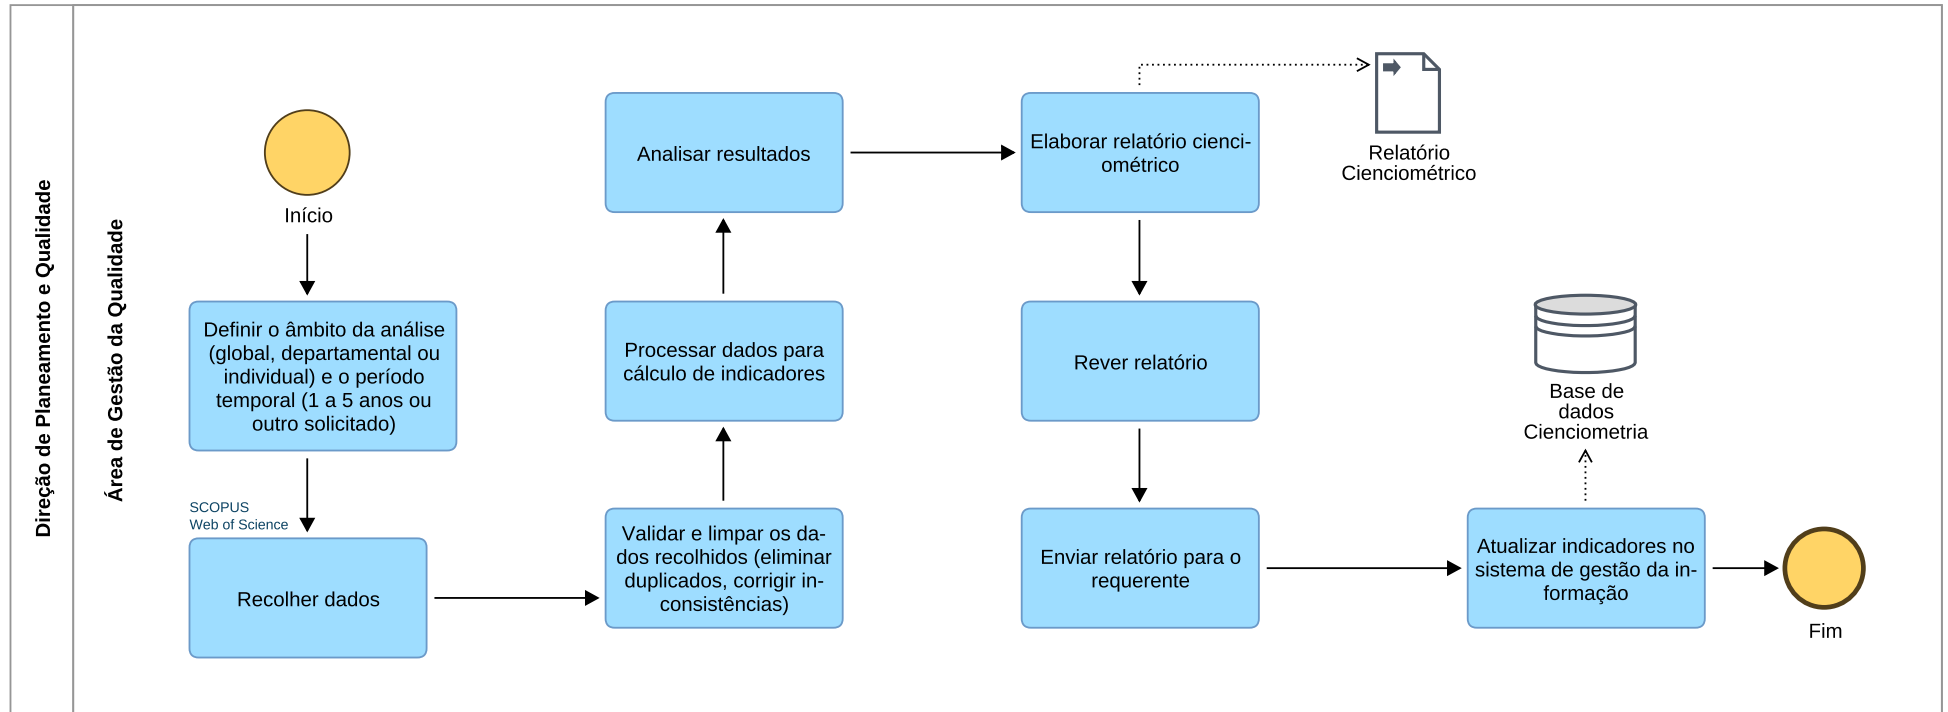 Direção de Planeamento e Qualidade
Área de Gestão da Qualidade
Início
Definir o âmbito da análise
(global, departamental ou
individual) e o período
temporal (1 a 5 anos ou
outro solicitado)
SCOPUS
Web of Science
Recolher dados
Validar e limpar os da-
dos recolhidos (eliminar
duplicados, corrigir in-
consistências)
Processar dados para
cálculo de indicadores
Analisar resultados
Elaborar relatório cienci-
ométrico
Relatório
Cienciométrico
Rever relatório
Enviar relatório para o
requerente
Atualizar indicadores no
sistema de gestão da in-
formação
Base de
dados
Cienciometria
Fim